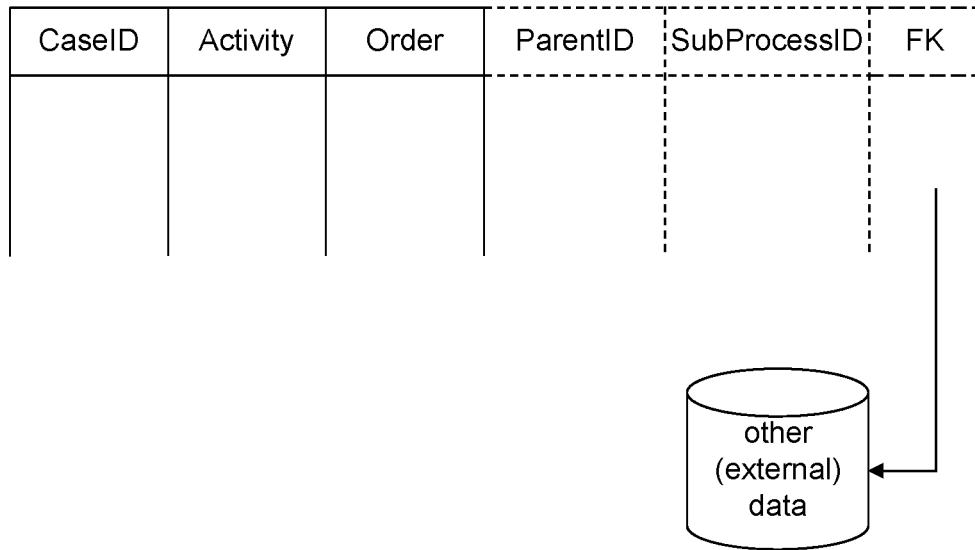 CaseID Activity Order ParentID SubProcessID FK
other
(external)
data